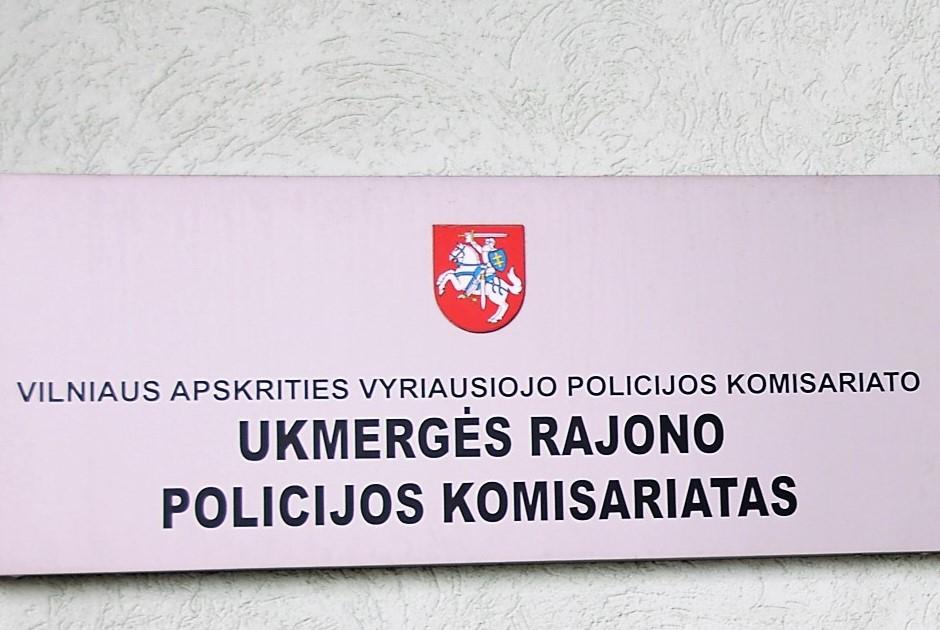 VILNIAUS APSKRITIES VYRIAUSIOJO POLICIJOS KOMISARIATO
UKMERGĖS RAJONO
POLICIJOS KOMISARIATAS